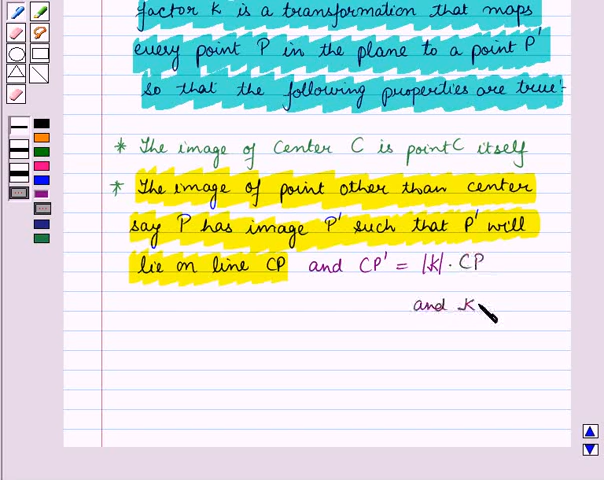 factor k is a transformation that maps
every point P in the plane to a point P'
so that the following properties are true:-
* The image of Center C is point C itself
* The image of point other than center
say P has image P' such that P' will
lie on line CP and CP' = |k| · CP
and k